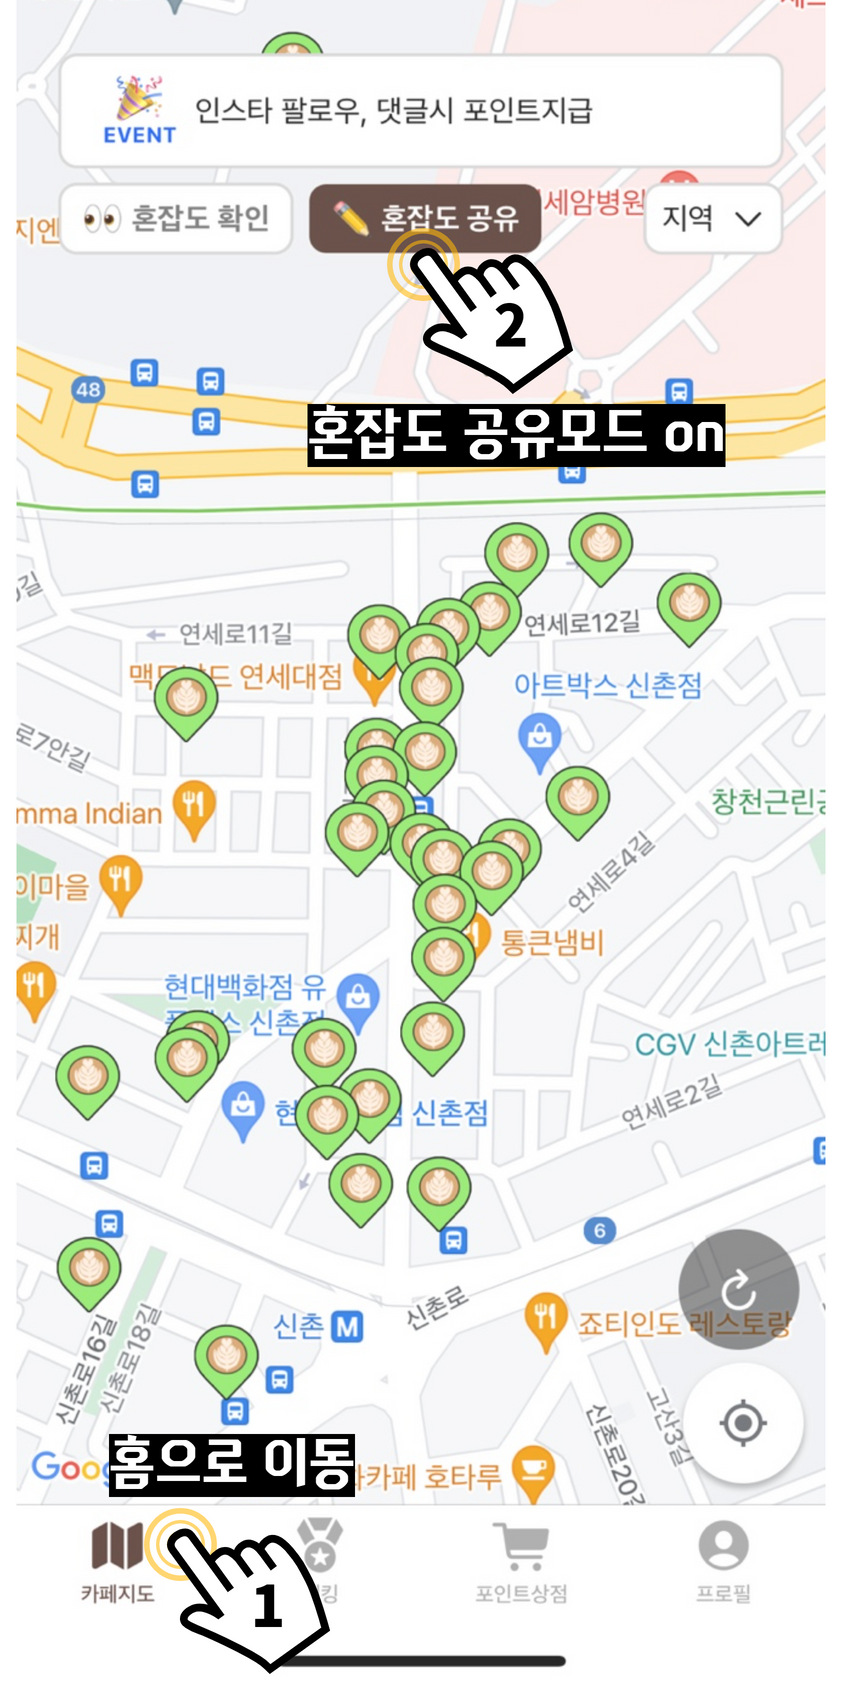 EVENT
인스타 팔로우, 댓글시 포인트지급
혼잡도 확인
혼잡도 공유
세암병원
지역
지엔
2
48
혼잡도 공유모드 on
연세로11길
연세로12길
연세대점
아트박스 신촌점
로7안길
mma Indian
창천근린공
연세로4길
이마을
찌개
통큰냄비
현대백화점 유
스 신촌점
CGV 신촌아트레
현
신촌점
연세로2길
6
신촌 M
신촌로
죠티인도 레스토랑
신촌로16길
신촌로18길
고산3길
신촌로20길
Goog
홈으로 이동
카페 호타루
1
카페지도
킹
포인트상점
프로필